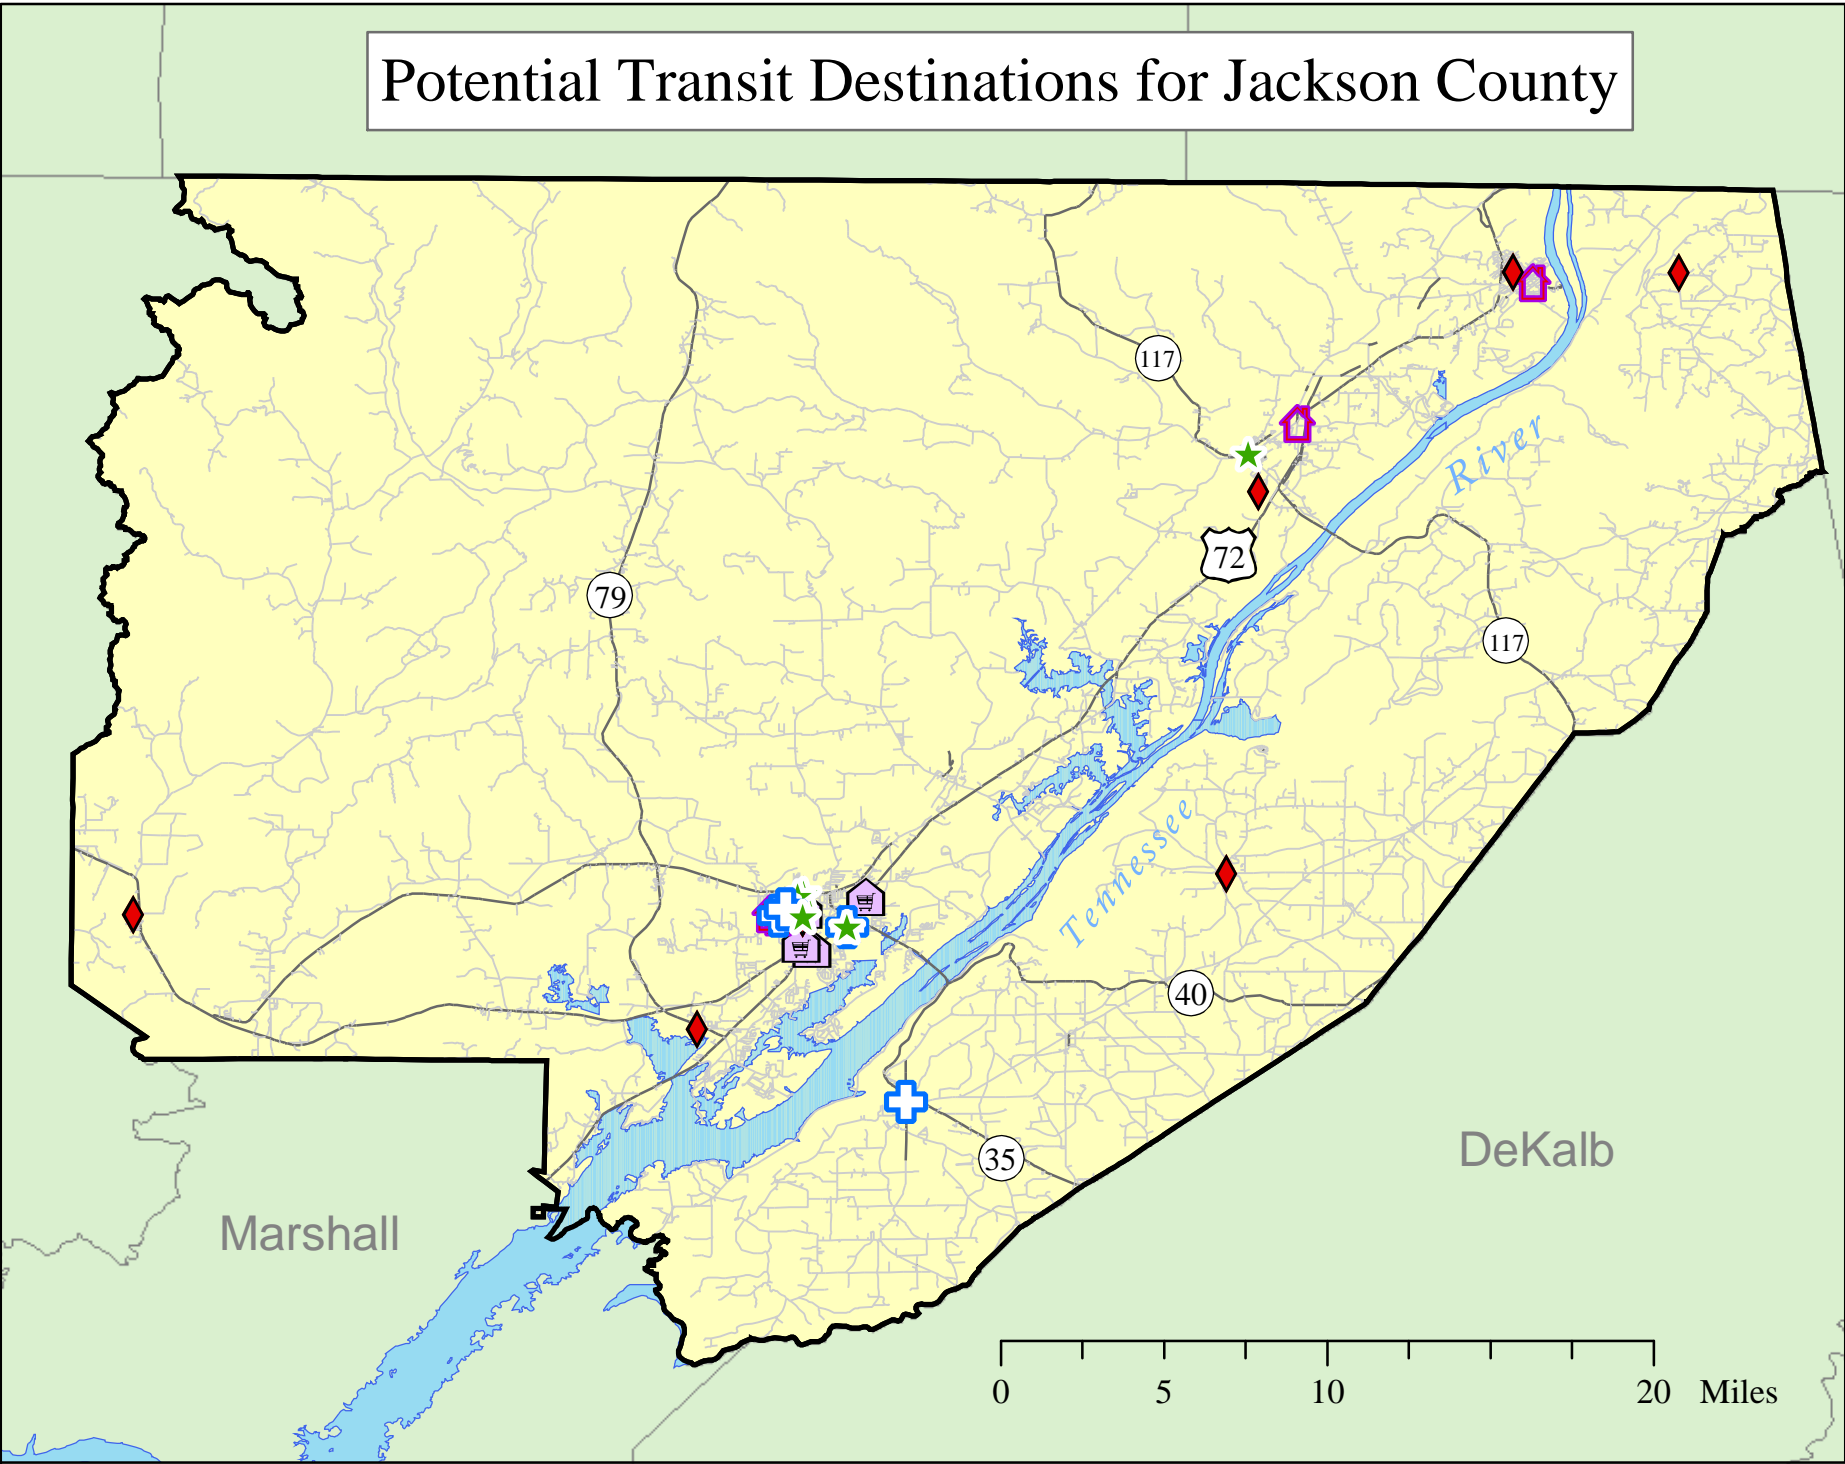 Potential Transit Destinations for Jackson County
117
River
72
79
117
Tennessee
40
35
DeKalb
Marshall
0 5 10 20 Miles